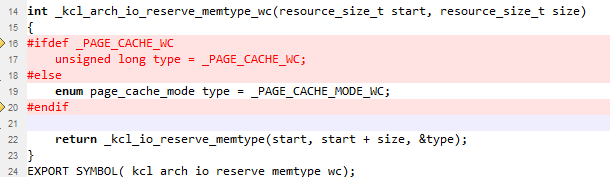 14 int _kcl_arch_io_reserve_memtype_wc(resource_size_t start, resource_size_t size)
15 {
16 #ifdef _PAGE_CACHE_WC
17     unsigned long type = _PAGE_CACHE_WC;
18 #else
19     enum page_cache_mode type = _PAGE_CACHE_MODE_WC;
20 #endif
21
22     return _kcl_io_reserve_memtype(start, start + size, &type);
23 }
24 EXPORT SYMBOL( kcl arch io reserve memtype wc);